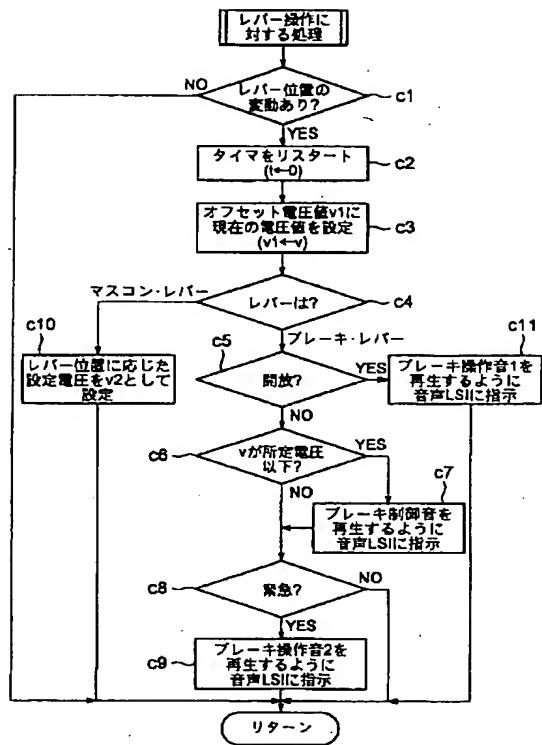 レバー操作に
対する処理
NO
レバー位置の
変動あり?
c1
YES
タイマをリスタート
(t←0)
c2
オフセット電圧値v1に
現在の電圧値を設定
(v1←v)
c3
マスコン・レバー
レバーは?
c4
c10
c5
ブレーキ・レバー
c11
レバー位置に応じた
設定電圧をv2として
設定
開放?
YES
ブレーキ操作音1を
再生するように
音声LSIに指示
NO
c6
vが所定電圧
以下?
YES
c7
NO
ブレーキ制御音を
再生するように
音声LSIに指示
c8
緊急?
NO
YES
c9
ブレーキ操作音2を
再生するように
音声LSIに指示
リターン